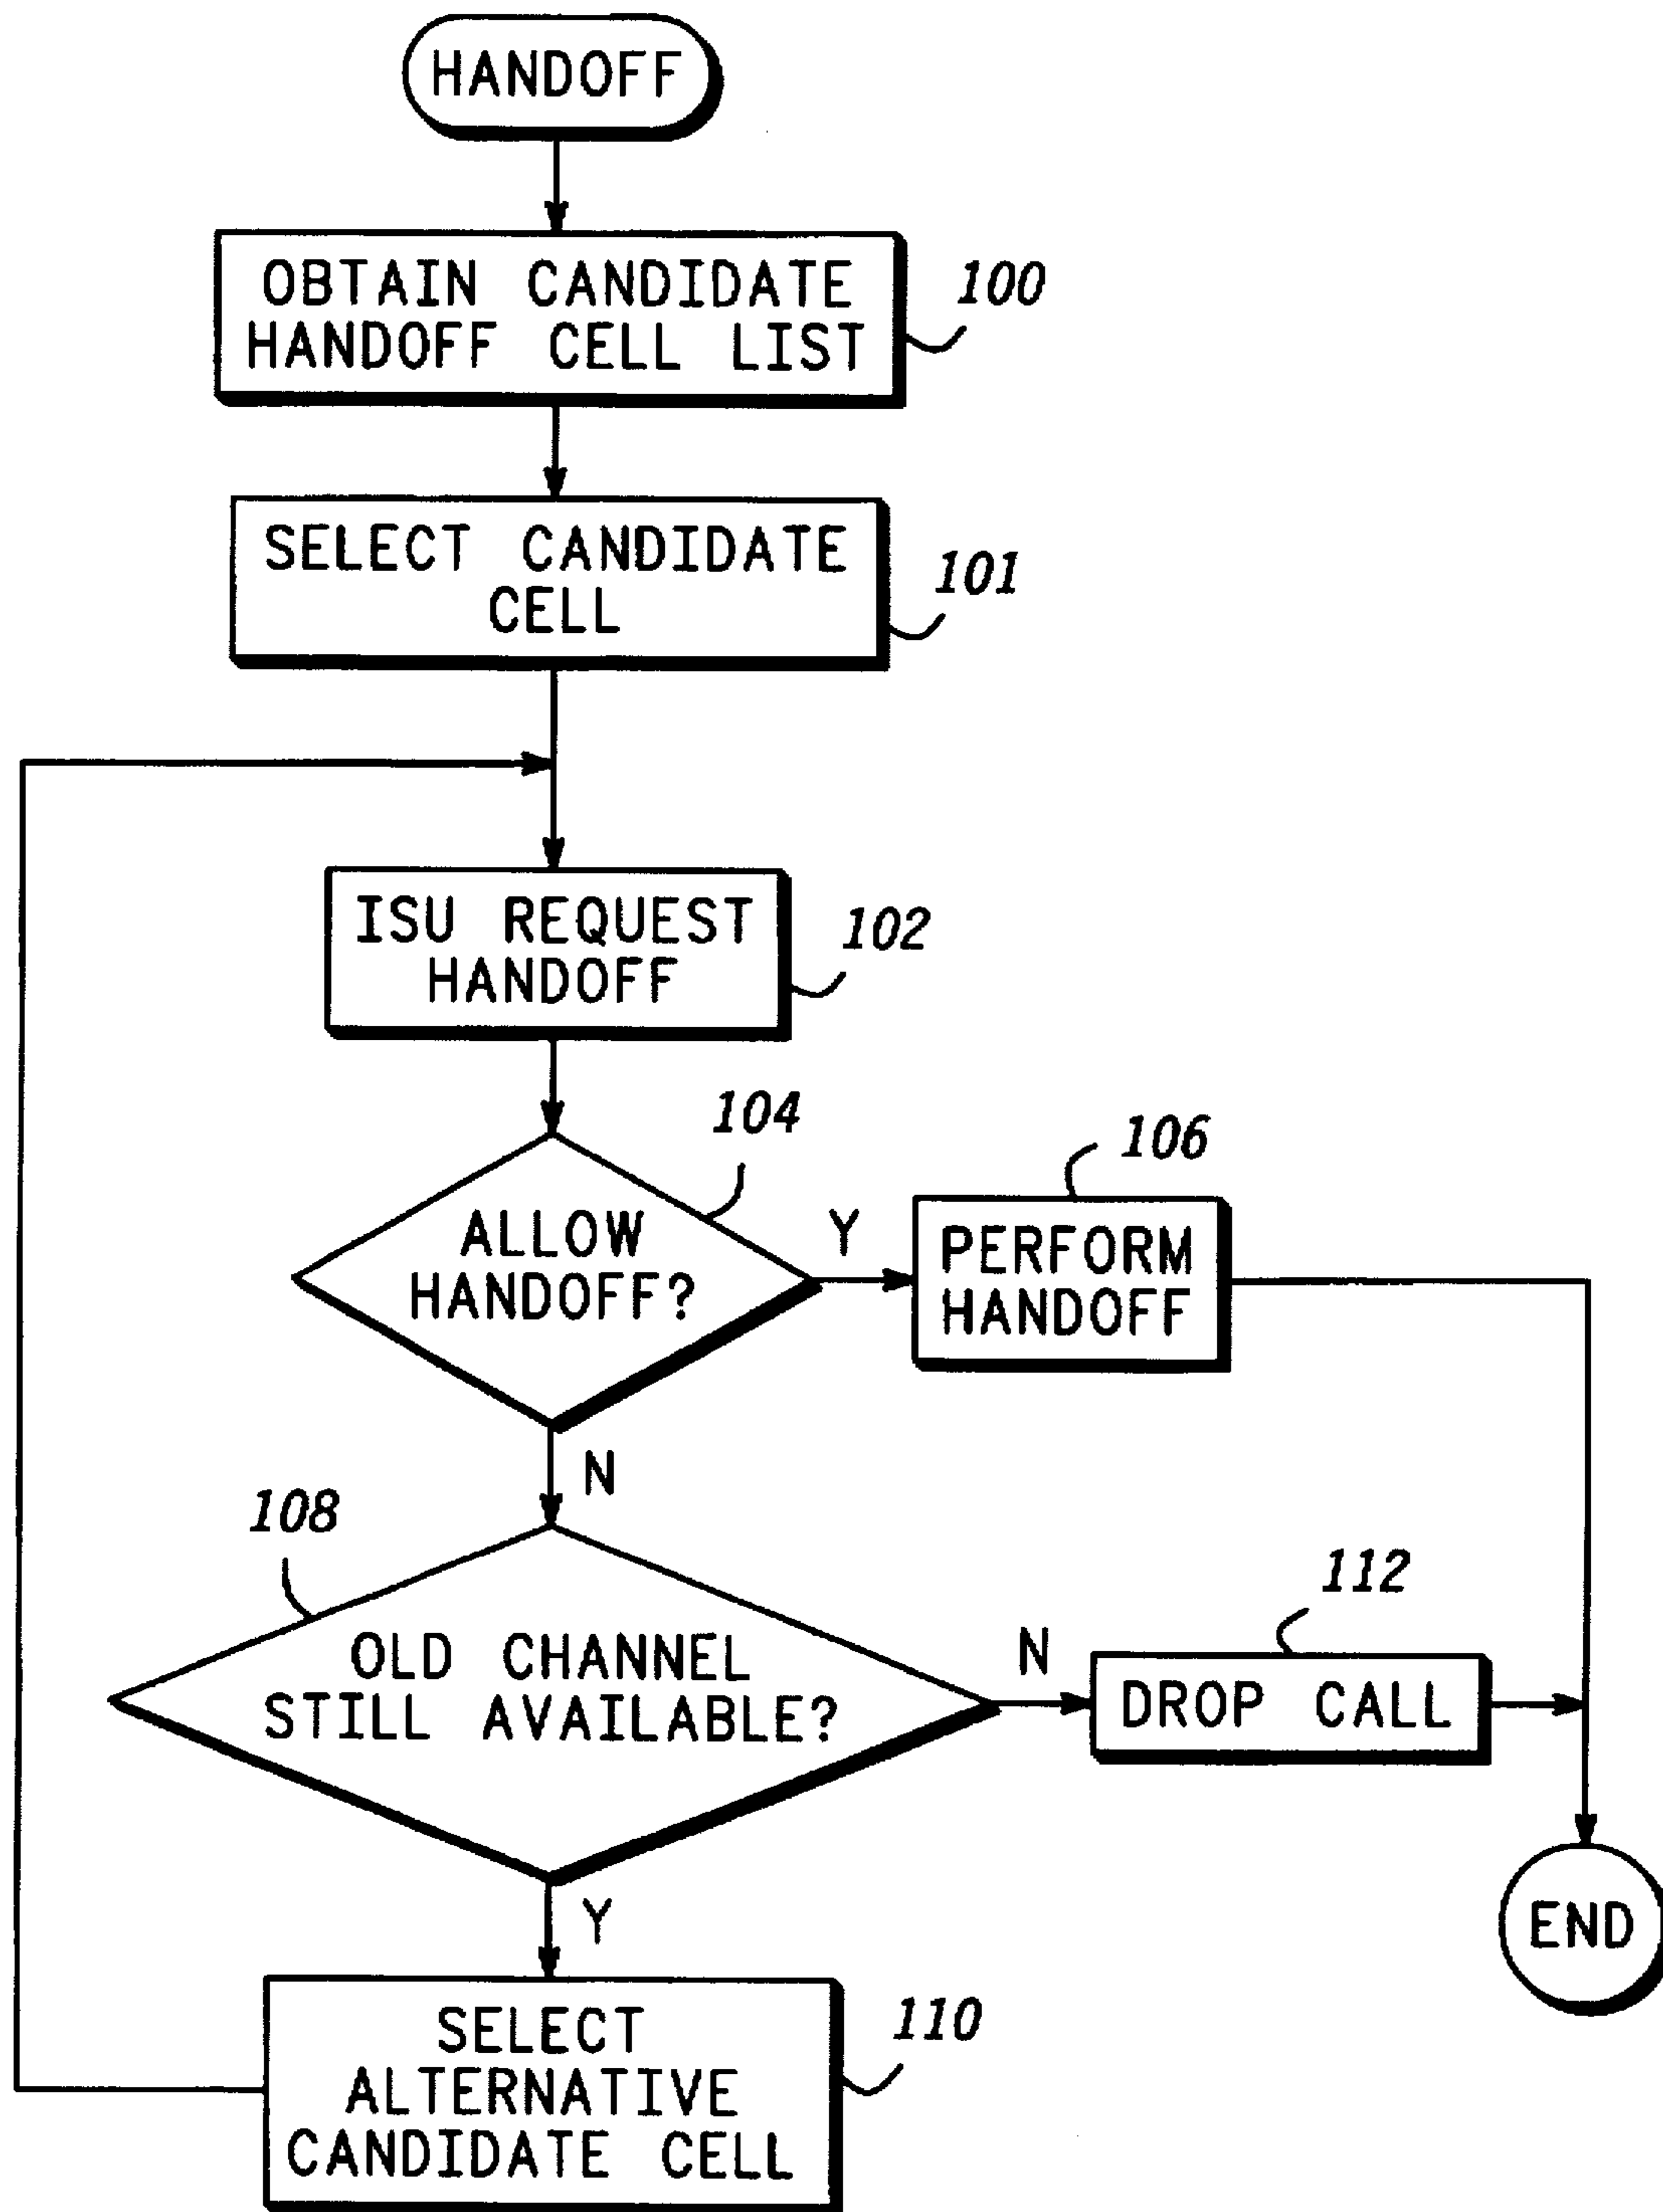 HANDOFF
OBTAIN CANDIDATE
HANDOFF CELL LIST
100
SELECT CANDIDATE
CELL
101
ISU REQUEST
HANDOFF
102
104
ALLOW
HANDOFF?
Y
106
PERFORM
HANDOFF
N
108
OLD CHANNEL
STILL AVAILABLE?
N
112
DROP CALL
Y
END
SELECT
ALTERNATIVE
CANDIDATE CELL
110